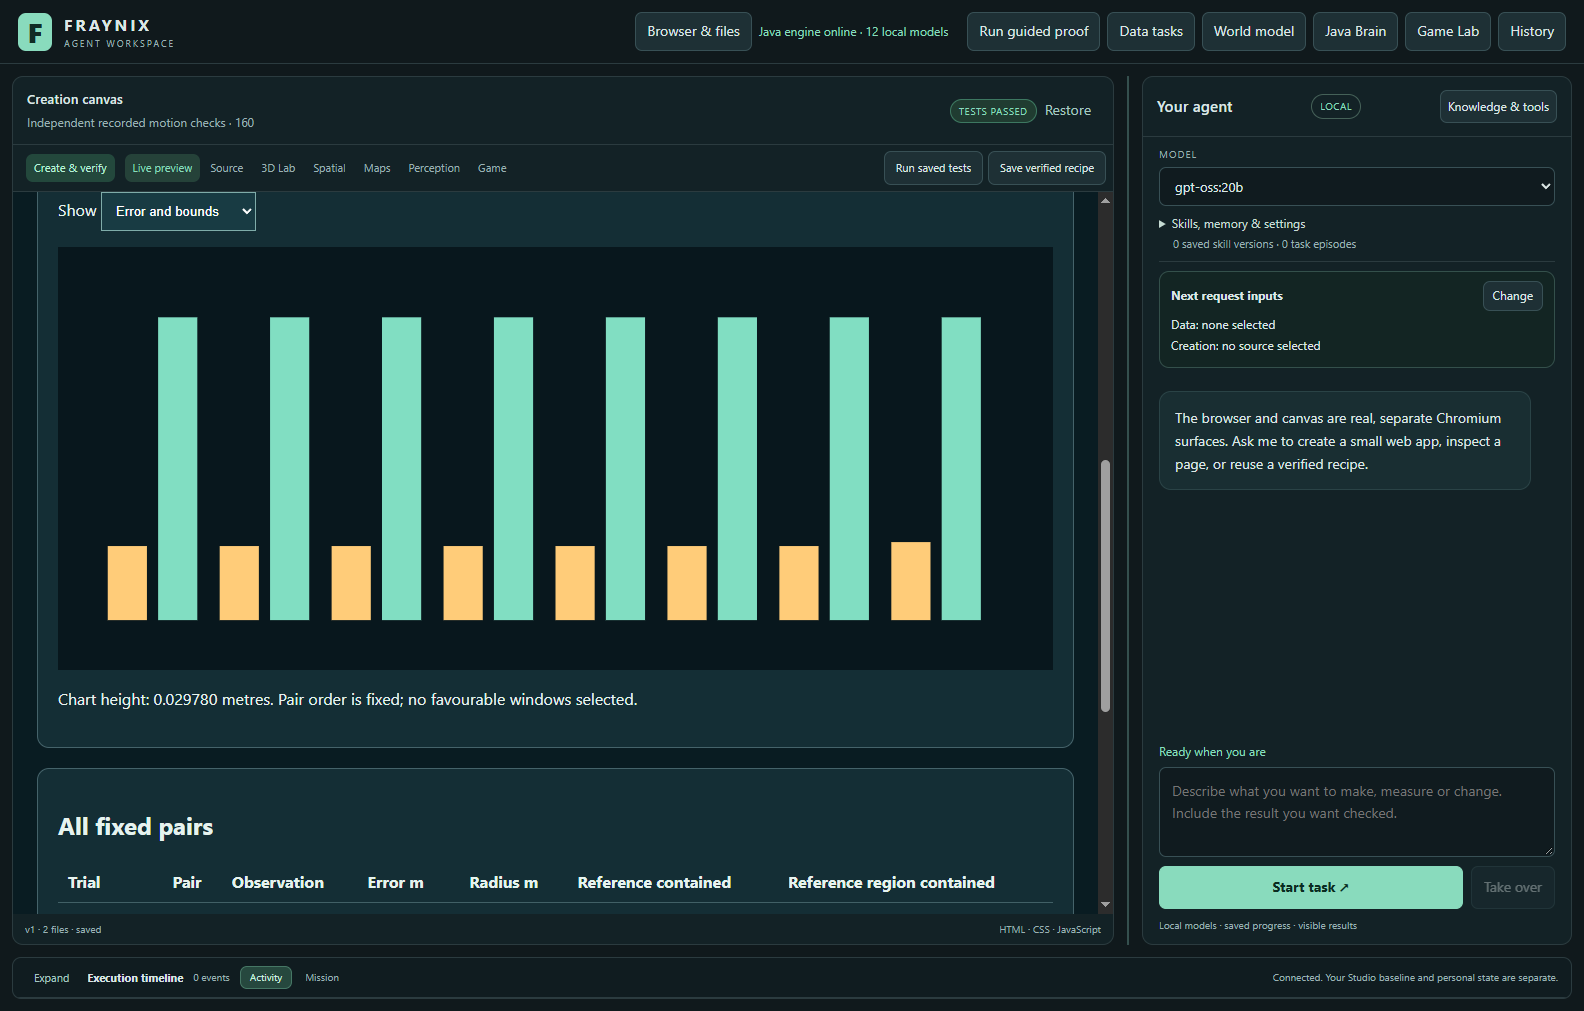 F
FRAYNIX
AGENT WORKSPACE
Browser & files
Java engine online · 12 local models
Run guided proof
Data tasks
World model
Java Brain
Game Lab
History
Creation canvas
Independent recorded motion checks · 160
TESTS PASSED
Restore
Create & verify
Live preview
Source
3D Lab
Spatial
Maps
Perception
Game
Run saved tests
Save verified recipe
Show
Error and bounds
Chart height: 0.029780 metres. Pair order is fixed; no favourable windows selected.
All fixed pairs
Trial Pair Observation Error m Radius m Reference contained Reference region contained
v1 · 2 files · saved
HTML · CSS · JavaScript
Your agent
LOCAL
Knowledge & tools
MODEL
gpt-oss:20b
Skills, memory & settings
0 saved skill versions · 0 task episodes
Next request inputs
Change
Data: none selected
Creation: no source selected
The browser and canvas are real, separate Chromium
surfaces. Ask me to create a small web app, inspect a
page, or reuse a verified recipe.
Ready when you are
Describe what you want to make, measure or change.
Include the result you want checked.
Start task ↗
Take over
Local models · saved progress · visible results
Expand
Execution timeline
0 events
Activity
Mission
Connected. Your Studio baseline and personal state are separate.